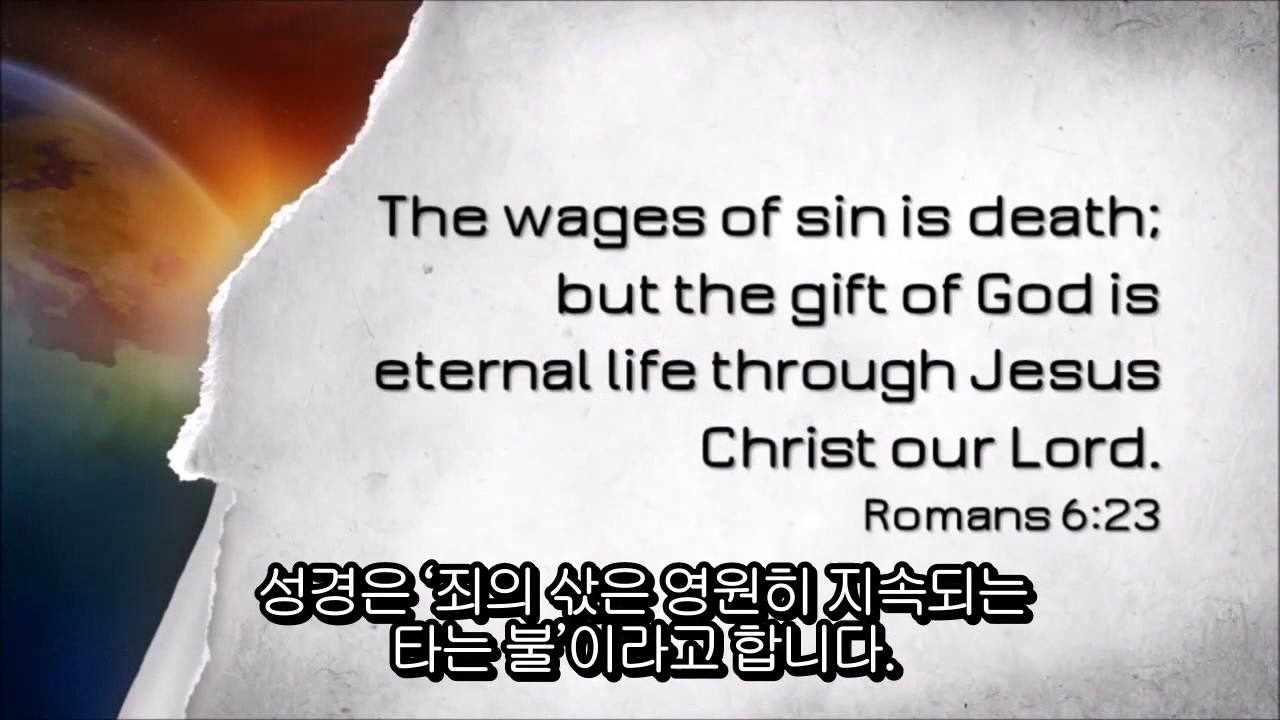 The wages of sin is death;
but the gift of God is
eternal life through Jesus
Christ our Lord.
Romans 6:23
성경은 ‘죄의 삯은 영원히 지속되는
타는 불’이라고 합니다.